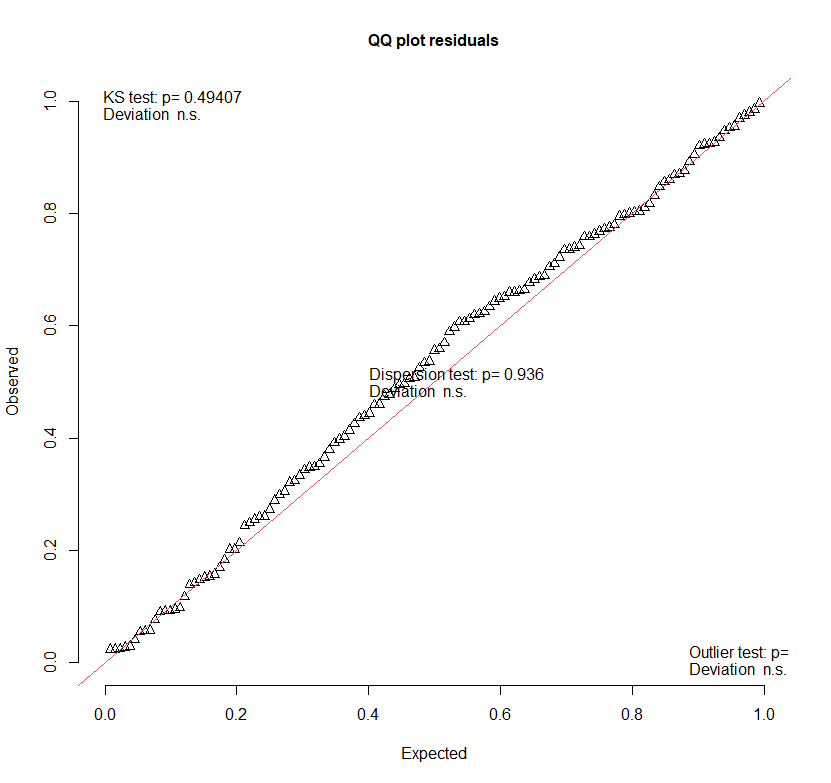 QQ plot residuals
KS test: p= 0.49407
Deviation n.s.
Dispersion test: p= 0.936
Deviation n.s.
Outlier test: p=
Deviation n.s.
Observed
1.0
0.8
0.6
0.4
0.2
0.0
0.0 0.2 0.4 0.6 0.8 1.0
Expected